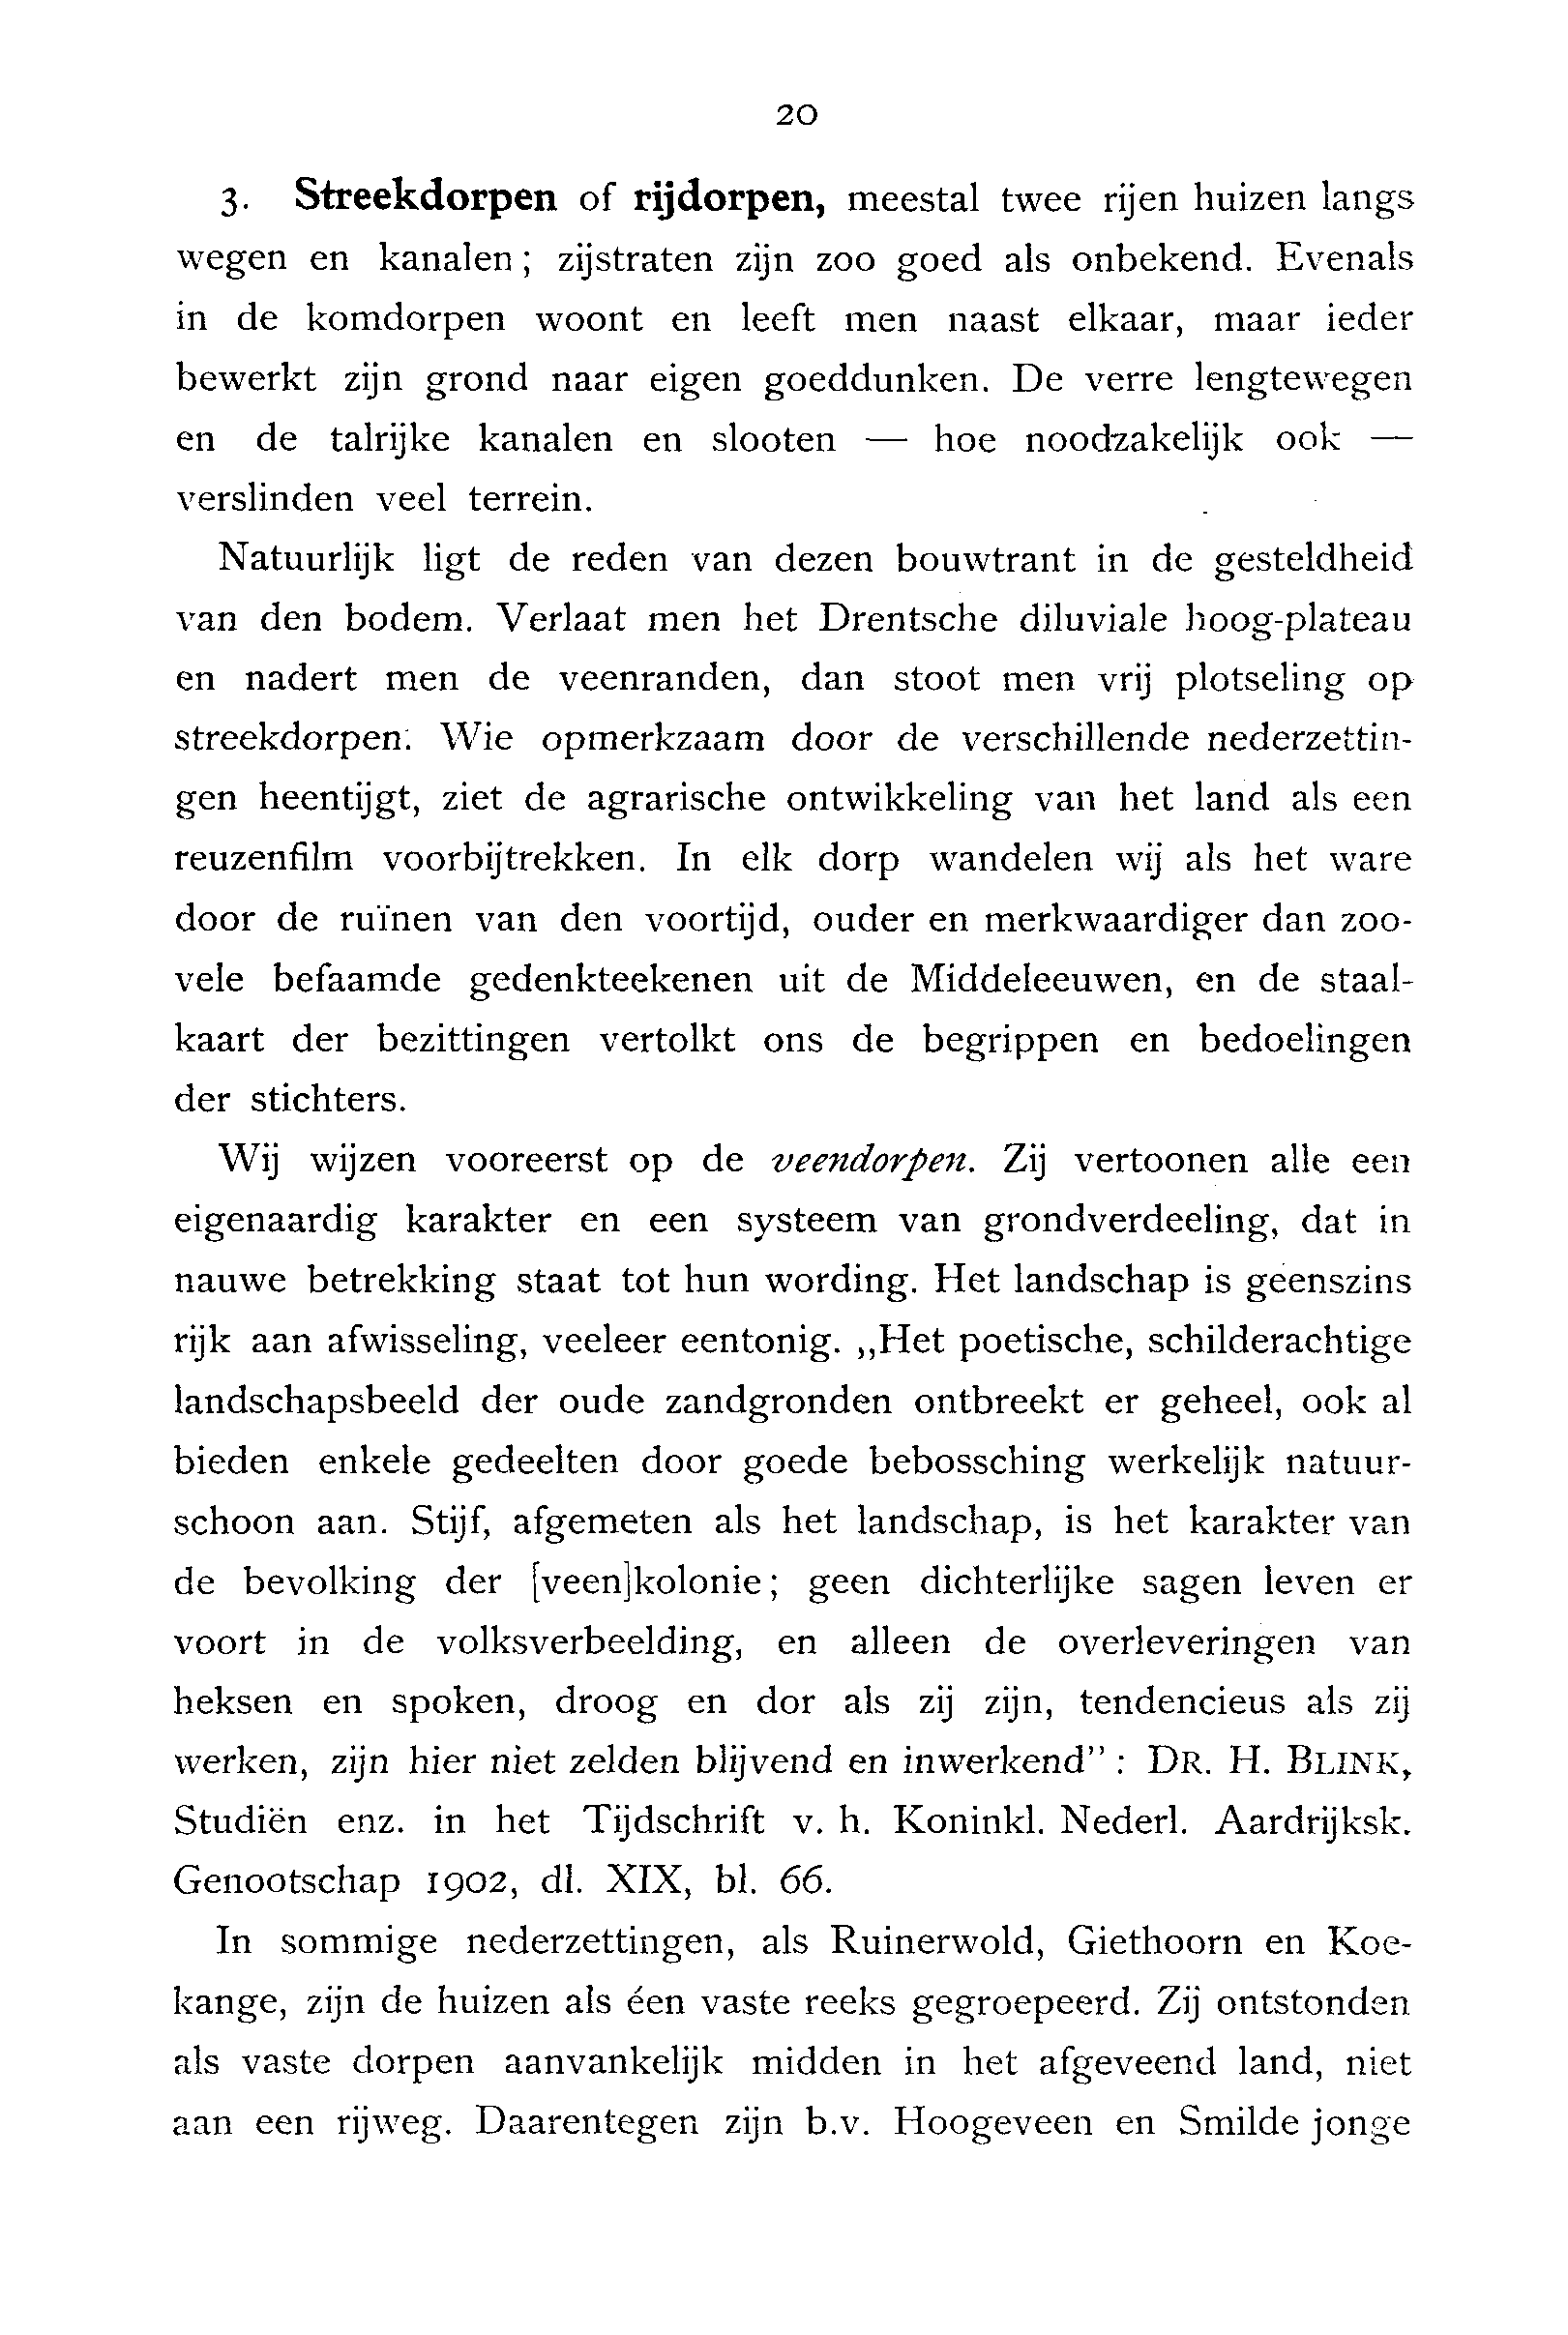 20
3. Streekdorpen of rijdorpen, meestal twee rijen huizen langs
wegen en kanalen; zijstraten zijn zoo goed als onbekend. Evenals
in de komdorpen woont en leeft men naast elkaar, maar ieder
bewerkt zijn grond naar eigen goeddunken. De verre lengtewegen
en de talrijke kanalen en slooten — hoe noodzakelijk ook —
verslinden veel terrein.
Natuurlijk ligt de reden van dezen bouwtrant in de gesteldheid
van den bodem. Verlaat men het Drentsche diluviale hoog-plateau
en nadert men de veenranden, dan stoot men vrij plotseling op
streekdorpen. Wie opmerkzaam door de verschillende nederzettin-
gen heentijgt, ziet de agrarische ontwikkeling van het land als een
reuzenfilm voorbijtrekken. In elk dorp wandelen wij als het ware
door de ruïnen van den voortijd, ouder en merkwaardiger dan zoo-
vele befaamde gedenkteekenen uit de Middeleeuwen, en de staal-
kaart der bezittingen vertolkt ons de begrippen en bedoelingen
der stichters.
Wij wijzen vooreerst op de veendorpen. Zij vertoonen alle een
eigenaardig karakter en een systeem van grondverdeeling, dat in
nauwe betrekking staat tot hun wording. Het landschap is geenszins
rijk aan afwisseling, veeleer eentonig. „Het poetische, schilderachtige
landschapsbeeld der oude zandgronden ontbreekt er geheel, ook al
bieden enkele gedeelten door goede bebossching werkelijk natuur-
schoon aan. Stijf, afgemeten als het landschap, is het karakter van
de bevolking der [veen]kolonie; geen dichterlijke sagen leven er
voort in de volksverbeelding, en alleen de overleveringen van
heksen en spoken, droog en dor als zij zijn, tendencieus als zij
werken, zijn hier niet zelden blijvend en inwerkend”: DR. H. BLINK,
Studiën enz. in het Tijdschrift v. h. Koninkl. Nederl. Aardrijksk.
Genootschap 1902, dl. XIX, bl. 66.
In sommige nederzettingen, als Ruinerwold, Giethoorn en Koe-
kange, zijn de huizen als éen vaste reeks gegroepeerd. Zij ontstonden
als vaste dorpen aanvankelijk midden in het afgeveend land, niet
aan een rijweg. Daarentegen zijn b.v. Hoogeveen en Smilde jonge